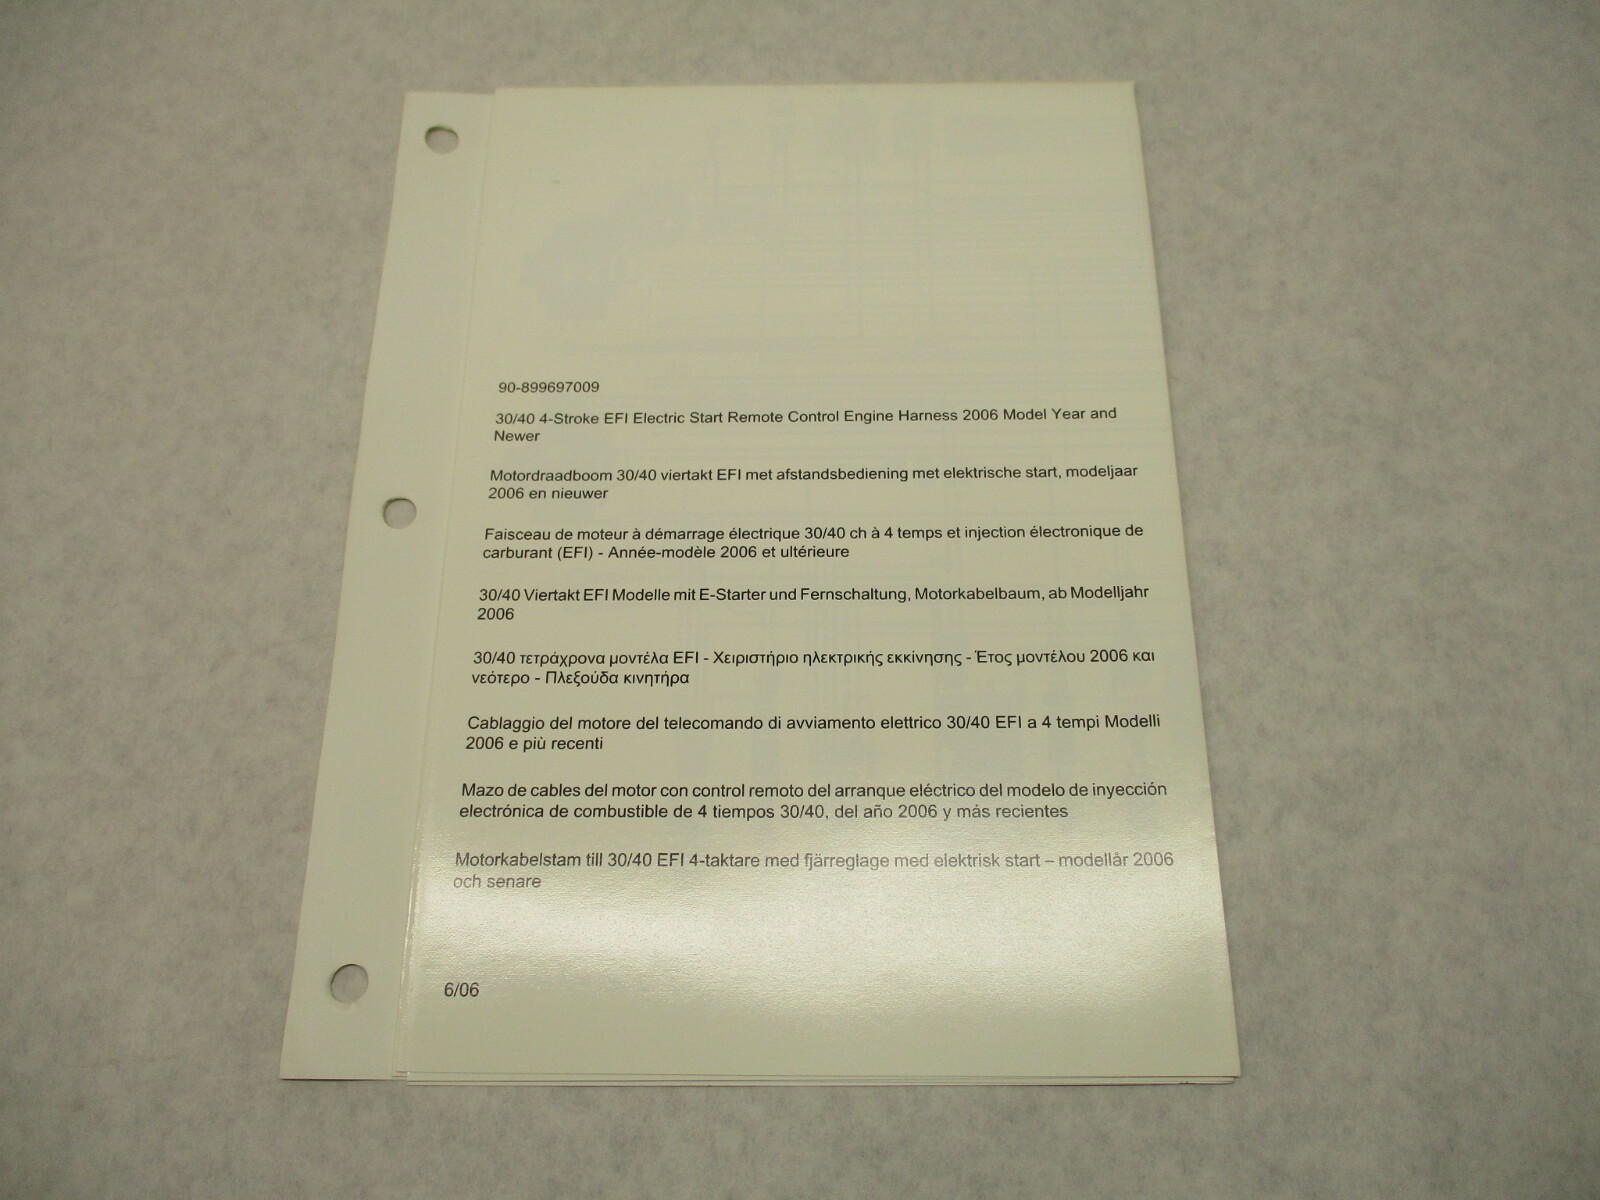 90-899697009
30/40 4-Stroke EFI Electric Start Remote Control Engine Harness 2006 Model Year and
Newer
Motordraadboom 30/40 viertakt EFI met afstandsbediening met elektrische start, modeljaar
2006 en nieuwer
Faisceau de moteur à démarrage électrique 30/40 ch à 4 temps et injection électronique de
carburant (EFI) - Année-modèle 2006 et ultérieure
30/40 Viertakt EFI Modelle mit E-Starter und Fernschaltung, Motorkabelbaum, ab Modelljahr
2006
30/40 τετράχρονα μοντέλα EFI - Χειριστήριο ηλεκτρικής εκκίνησης - Έτος μοντέλου 2006 και
νεότερο - Πλεξούδα κινητήρα
Cablaggio del motore del telecomando di avviamento elettrico 30/40 EFI a 4 tempi Modelli
2006 e più recenti
Mazo de cables del motor con control remoto del arranque eléctrico del modelo de inyección
electrónica de combustible de 4 tiempos 30/40, del año 2006 y más recientes
Motorkabelstam till 30/40 EFI 4-taktare med fjärreglage med elektrisk start – modellår 2006
och senare
6/06